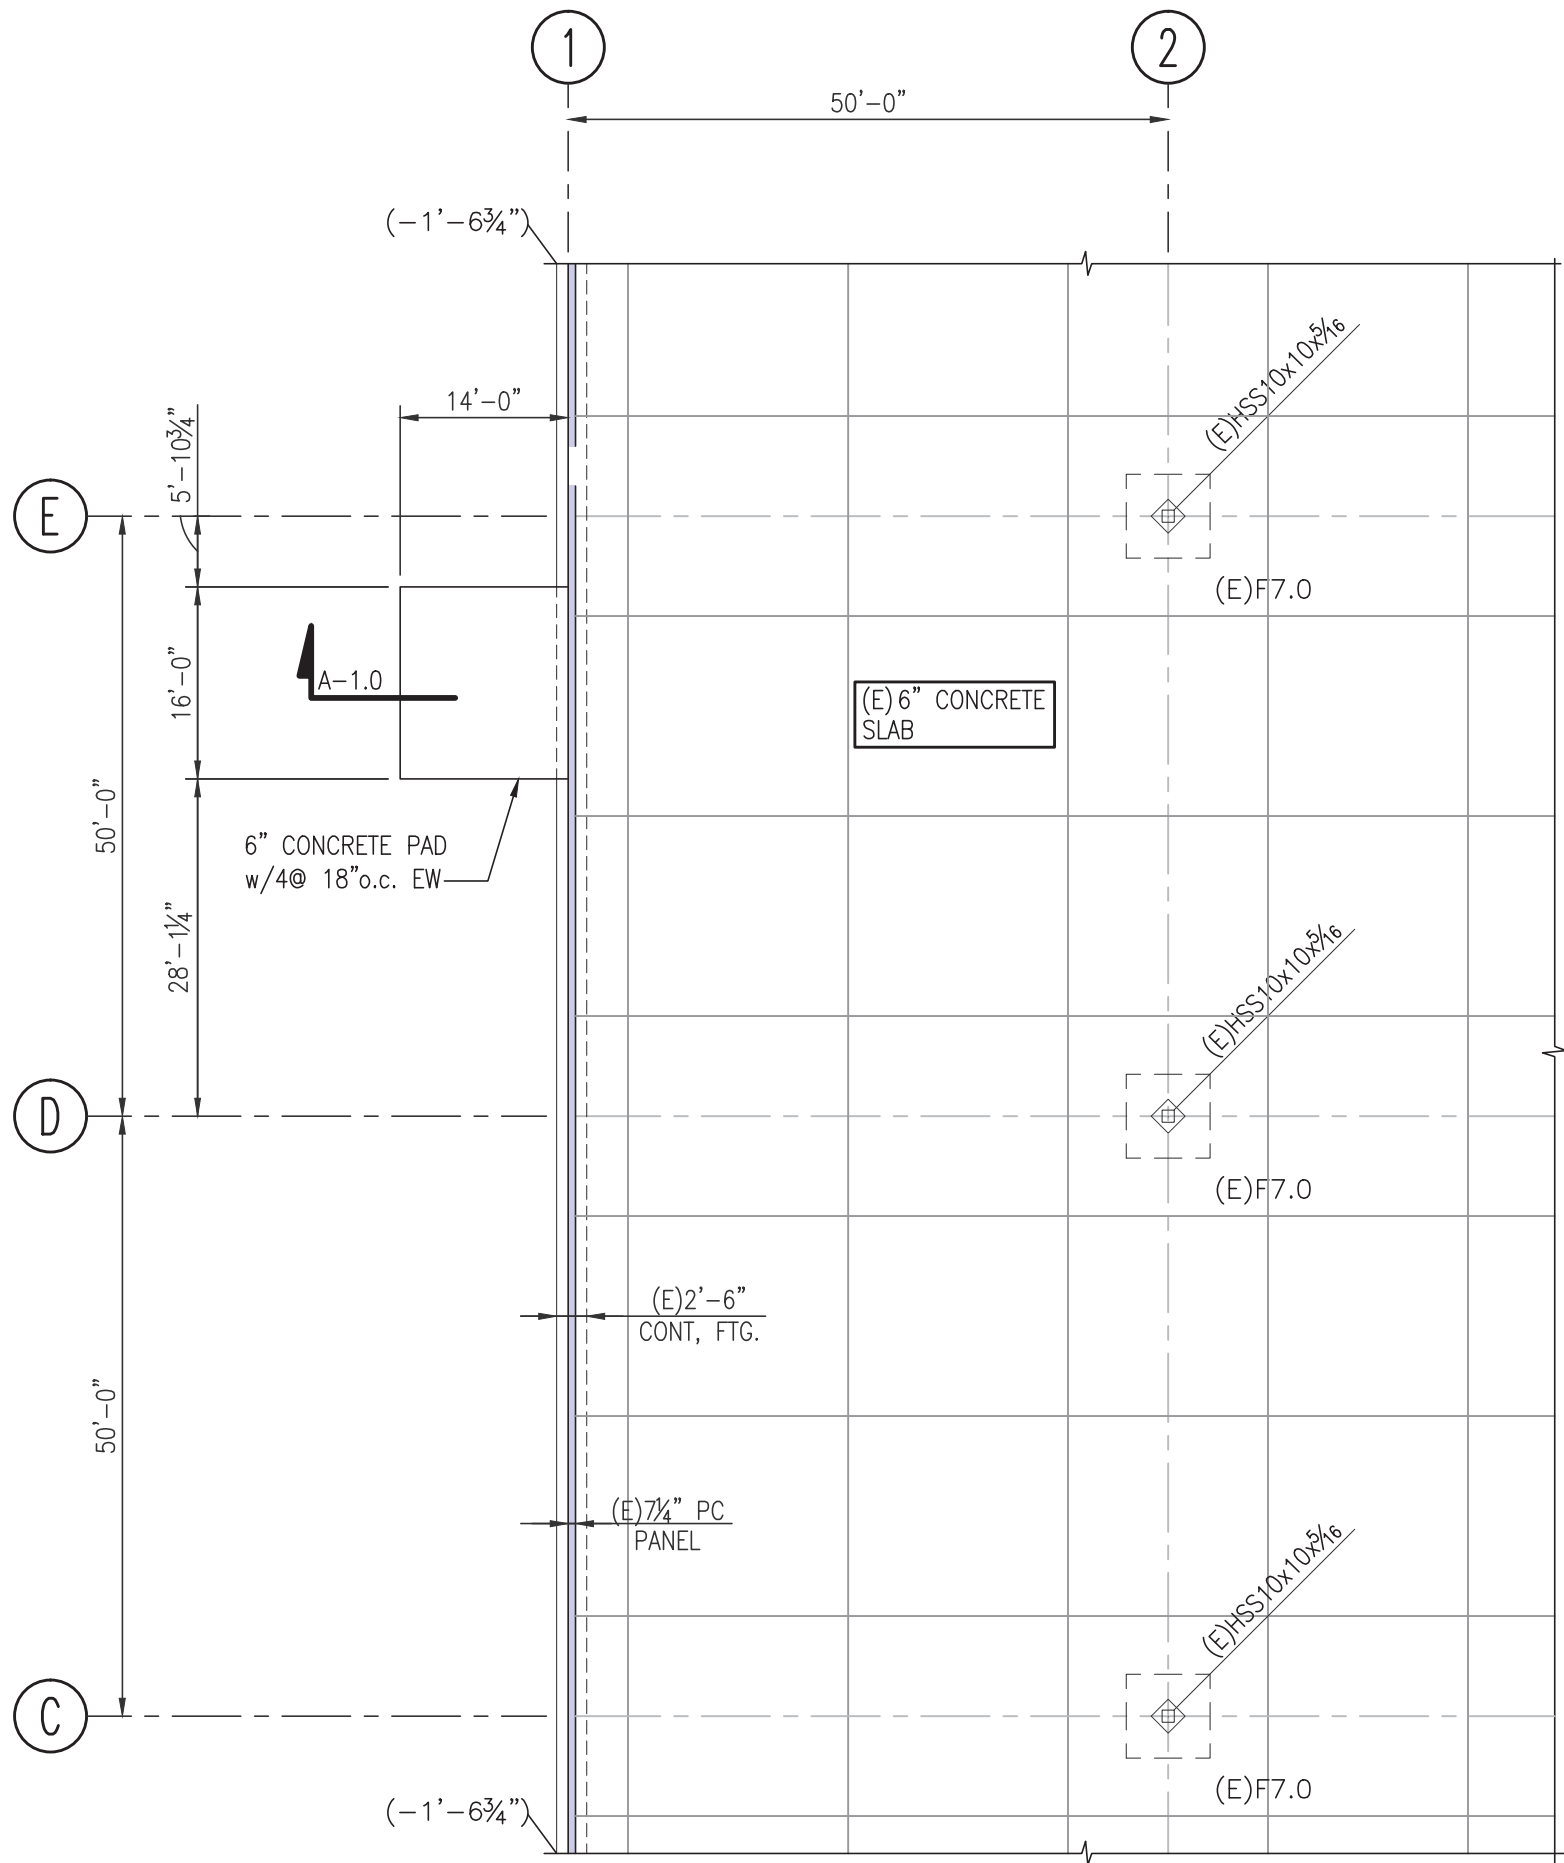 1
2
50'-0"
(-1'-6¾")
14'-0"
5'-10¾"
(E)HSS10x10x5/16
E
(E)F7.0
16'-0"
A-1.0
(E)6" CONCRETE
SLAB
50'-0"
6" CONCRETE PAD
w/4@ 18"o.c. EW
28'-1¼"
(E)HSS10x10x5/16
D
(E)F7.0
(E)2'-6"
CONT, FTG.
50'-0"
(E)7¼" PC
PANEL
(E)HSS10x10x5/16
C
(E)F7.0
(-1'-6¾")